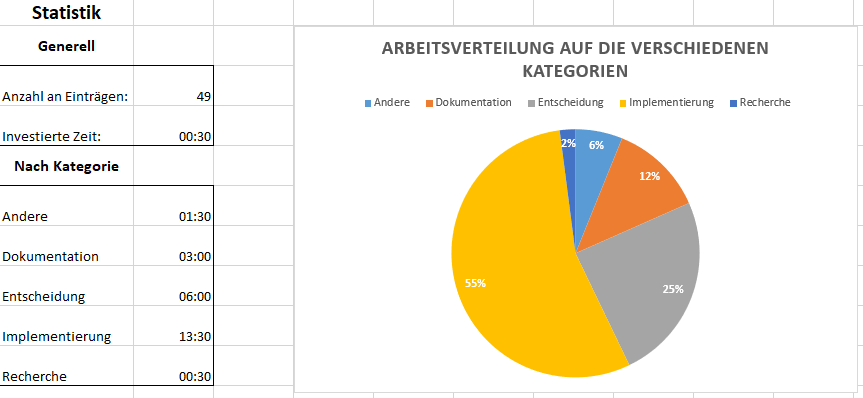 Statistik
Generell
Anzahl an Einträgen: 49
Investierte Zeit: 00:30
Nach Kategorie
Andere 01:30
Dokumentation 03:00
Entscheidung 06:00
Implementierung 13:30
Recherche 00:30
ARBEITSVERTEILUNG AUF DIE VERSCHIEDENEN
KATEGORIEN
Andere Dokumentation Entscheidung Implementierung Recherche
2% 6%
12%
25%
55%